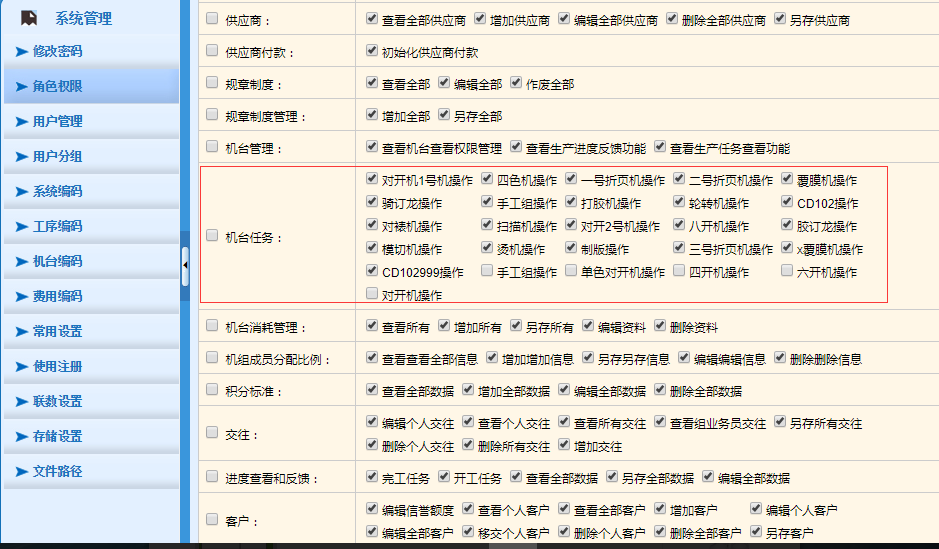 系统管理
修改密码
角色权限
用户管理
用户分组
系统编码
工序编码
机台编码
费用编码
常用设置
使用注册
联数设置
存储设置
文件路径
供应商： 查看全部供应商 增加供应商 编辑全部供应商 删除全部供应商 另存供应商
供应商付款： 初始化供应商付款
规章制度： 查看全部 编辑全部 作废全部
规章制度管理： 增加全部 另存全部
机台管理： 查看机台查看权限管理 查看生产进度反馈功能 查看生产任务查看功能
机台任务：
对开机1号机操作 四色机操作 一号折页机操作 二号折页机操作 覆膜机操作
骑订龙操作 手工组操作 打胶机操作 轮转机操作 CD102操作
对裱机操作 扫描机操作 对开2号机操作 八开机操作 胶订龙操作
模切机操作 烫机操作 制版操作 三号折页机操作 x覆膜机操作
CD102999操作 手工组操作 单色对开机操作 四开机操作 六开机操作
对开机操作
机台消耗管理： 查看所有 增加所有 另存所有 编辑资料 删除资料
机组成员分配比例： 查看查看全部信息 增加增加信息 另存另存信息 编辑编辑信息 删除删除信息
积分标准： 查看全部数据 增加全部数据 编辑全部数据 删除全部数据
交往：
编辑个人交往 查看个人交往 查看所有交往 查看组业务员交往 另存所有交往
删除个人交往 删除所有交往 增加交往
进度查看和反馈： 完工任务 开工任务 查看全部数据 另存全部数据 编辑全部数据
客户：
编辑信誉额度 查看个人客户 查看全部客户 增加客户 编辑个人客户
编辑全部客户 移交个人客户 删除个人客户 删除全部客户 另存客户